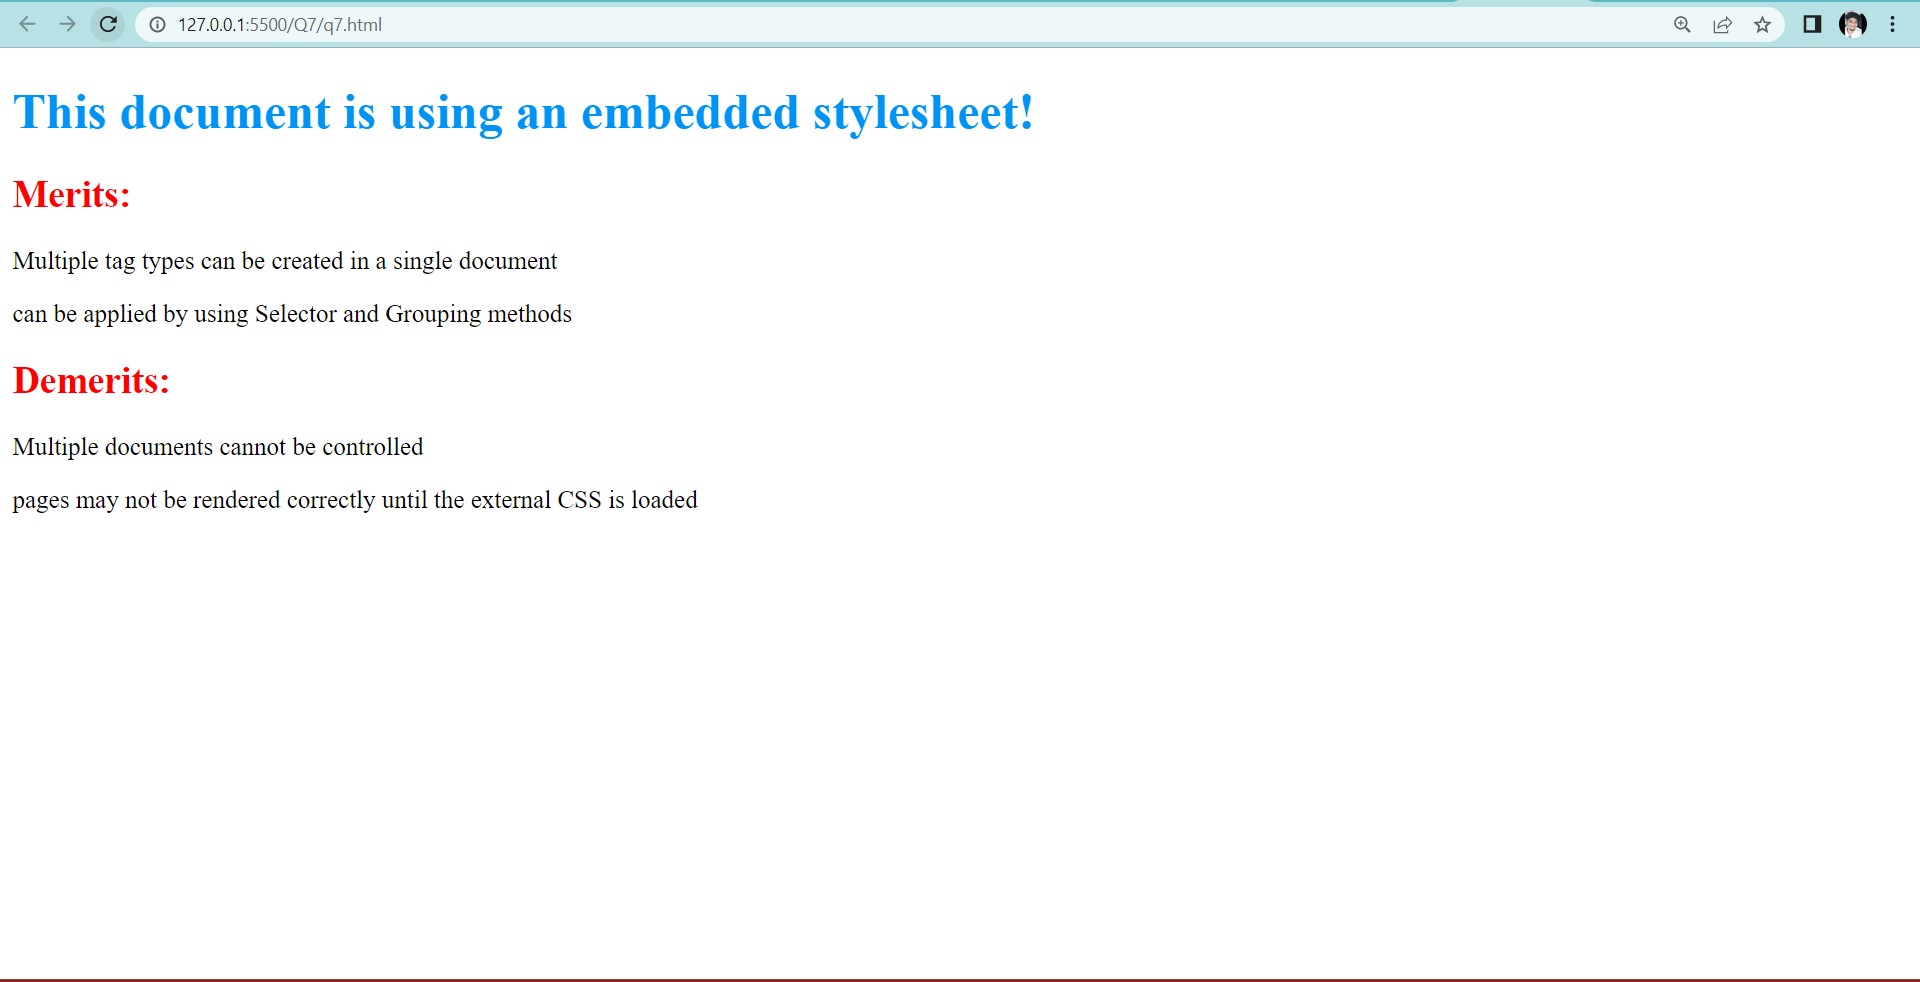 127.0.0.1:5500/Q7/q7.html
This document is using an embedded stylesheet!
Merits:
Multiple tag types can be created in a single document
can be applied by using Selector and Grouping methods
Demerits:
Multiple documents cannot be controlled
pages may not be rendered correctly until the external CSS is loaded